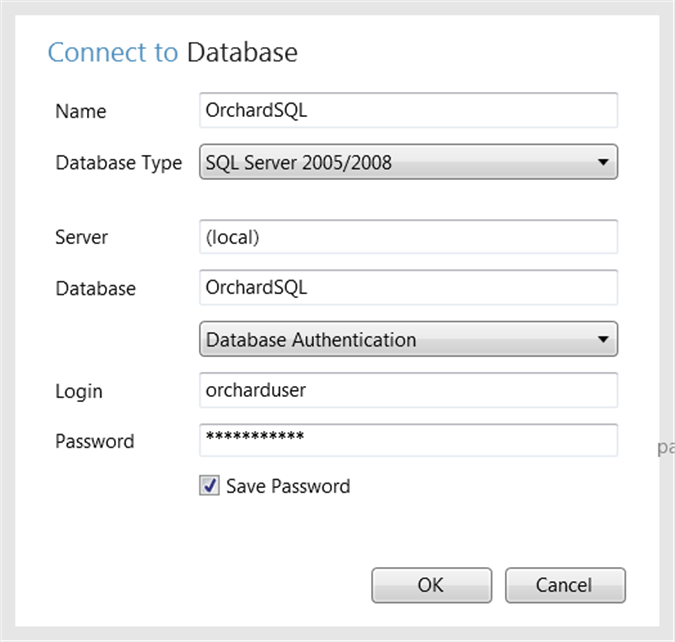 Connect to Database
Name OrchardSQL
Database Type SQL Server 2005/2008
Server (local)
Database OrchardSQL
Database Authentication
Login orcharduser
Password ***********
pa
Save Password
OK Cancel